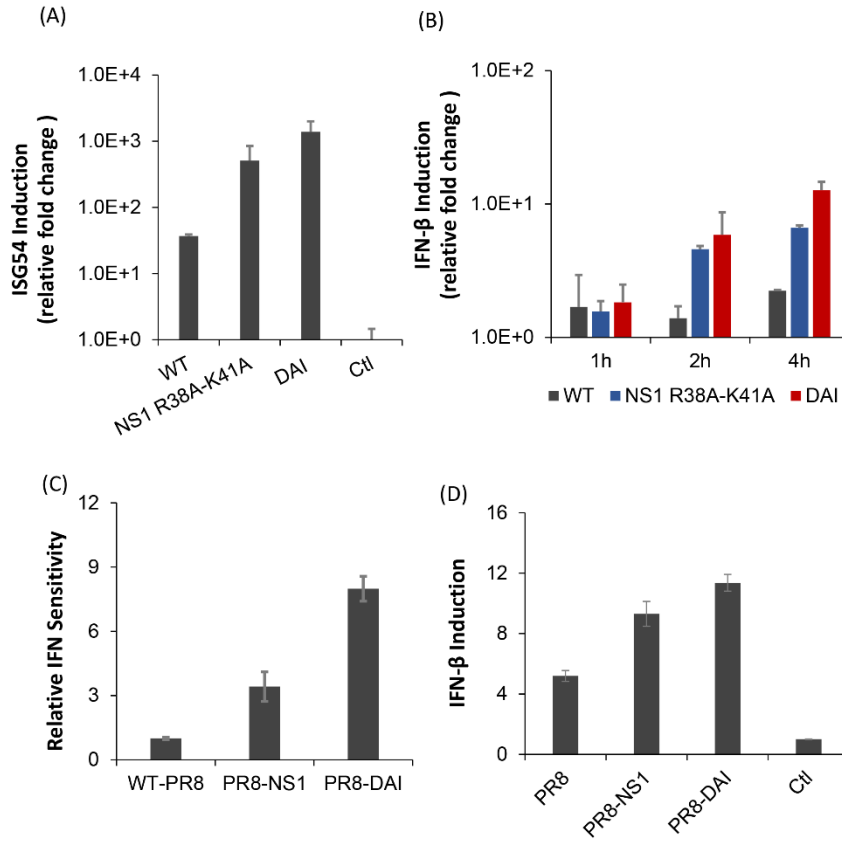 (A)
ISG54 Induction
(relative fold change )
1.0E+4
1.0E+3
1.0E+2
1.0E+1
1.0E+0
WT
NS1 R38A-K41A
DAI
Ctl
(B)
IFN-β Induction
(relative fold change )
1.0E+2
1.0E+1
1.0E+0
1h 2h 4h
WT NS1 R38A-K41A DAI
(C)
Relative IFN Sensitivity
12
9
6
3
0
WT-PR8 PR8-NS1 PR8-DAI
(D)
IFN-β Induction
16
12
8
4
0
PR8
PR8-NS1
PR8-DAI
Ctl